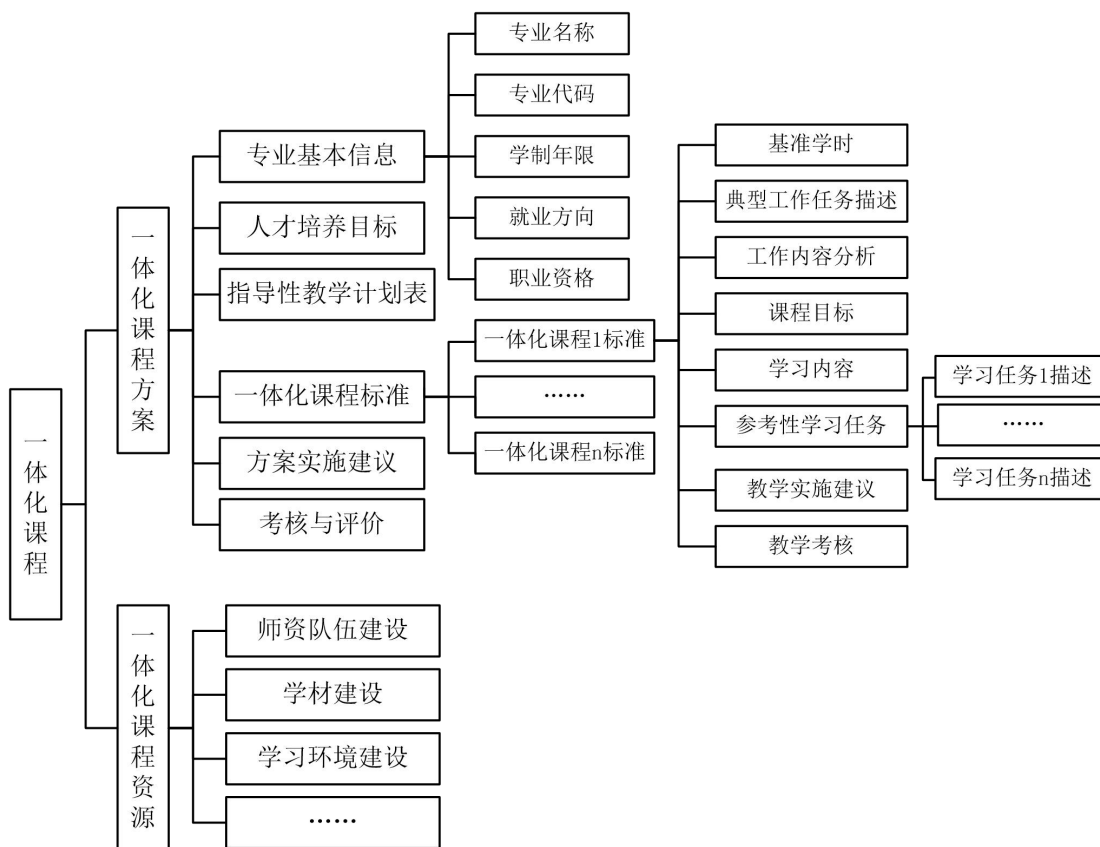 一体化课程
一体化课程方案
专业基本信息
专业名称
专业代码
学制年限
就业方向
职业资格
人才培养目标
指导性教学计划表
一体化课程标准
一体化课程1标准
基准学时
典型工作任务描述
工作内容分析
课程目标
学习内容
参考性学习任务
学习任务1描述
……
学习任务n描述
教学实施建议
教学考核
……
一体化课程n标准
方案实施建议
考核与评价
一体化课程资源
师资队伍建设
学材建设
学习环境建设
……